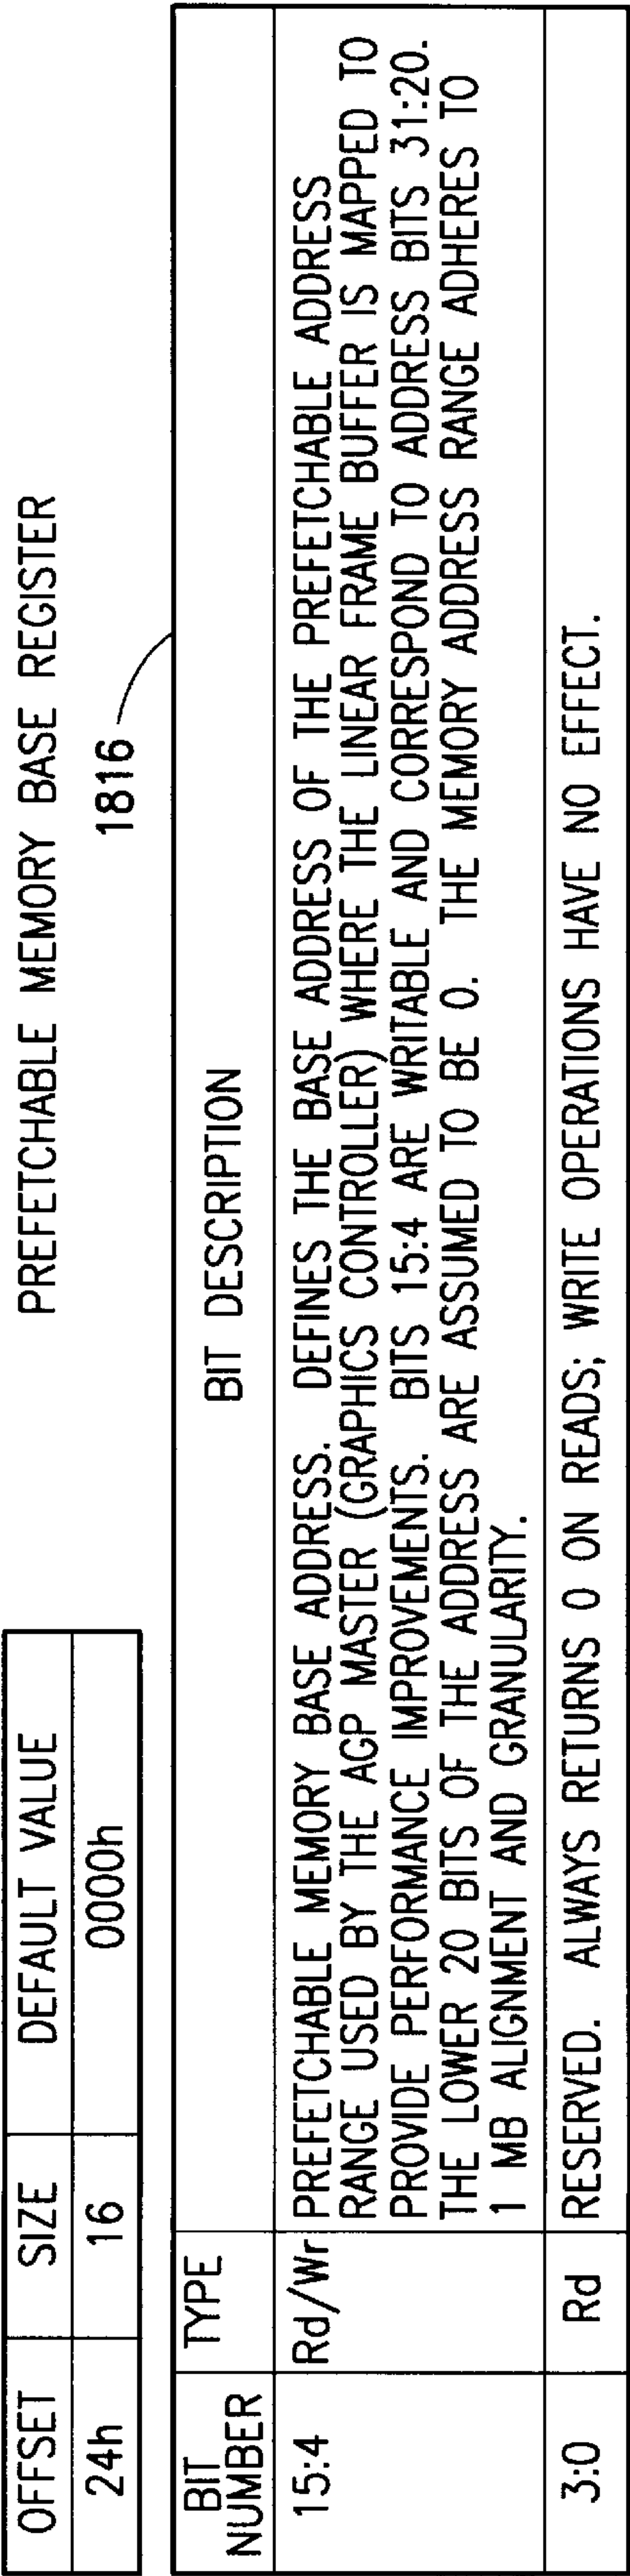 PREFETCHABLE MEMORY BASE REGISTER
OFFSET SIZE DEFAULT VALUE
24h 16 0000h
1816
BIT NUMBER TYPE BIT DESCRIPTION
15:4 Rd/Wr PREFETCHABLE MEMORY BASE ADDRESS. DEFINES THE BASE ADDRESS OF THE PREFETCHABLE ADDRESS
RANGE USED BY THE AGP MASTER (GRAPHICS CONTROLLER) WHERE THE LINEAR FRAME BUFFER IS MAPPED TO
PROVIDE PERFORMANCE IMPROVEMENTS. BITS 15:4 ARE WRITABLE AND CORRESPOND TO ADDRESS BITS 31:20.
THE LOWER 20 BITS OF THE ADDRESS ARE ASSUMED TO BE 0. THE MEMORY ADDRESS RANGE ADHERES TO
1 MB ALIGNMENT AND GRANULARITY.
3:0 Rd RESERVED. ALWAYS RETURNS 0 ON READS; WRITE OPERATIONS HAVE NO EFFECT.